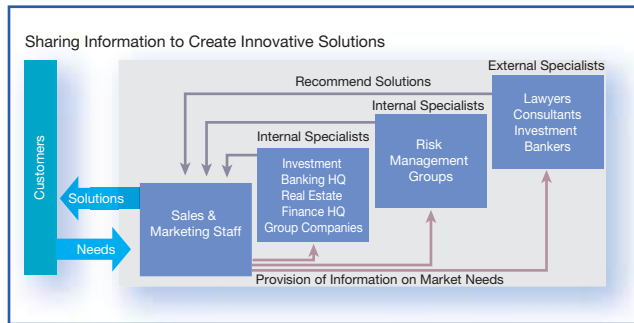 Sharing Information to Create Innovative Solutions
External Specialists
Recommend Solutions
Lawyers
Consultants
Investment
Bankers
Internal Specialists
Risk
Management
Groups
Internal Specialists
Investment
Banking HQ
Real Estate
Finance HQ
Group Companies
Customers
Solutions
Sales &
Marketing Staff
Needs
Provision of Information on Market Needs